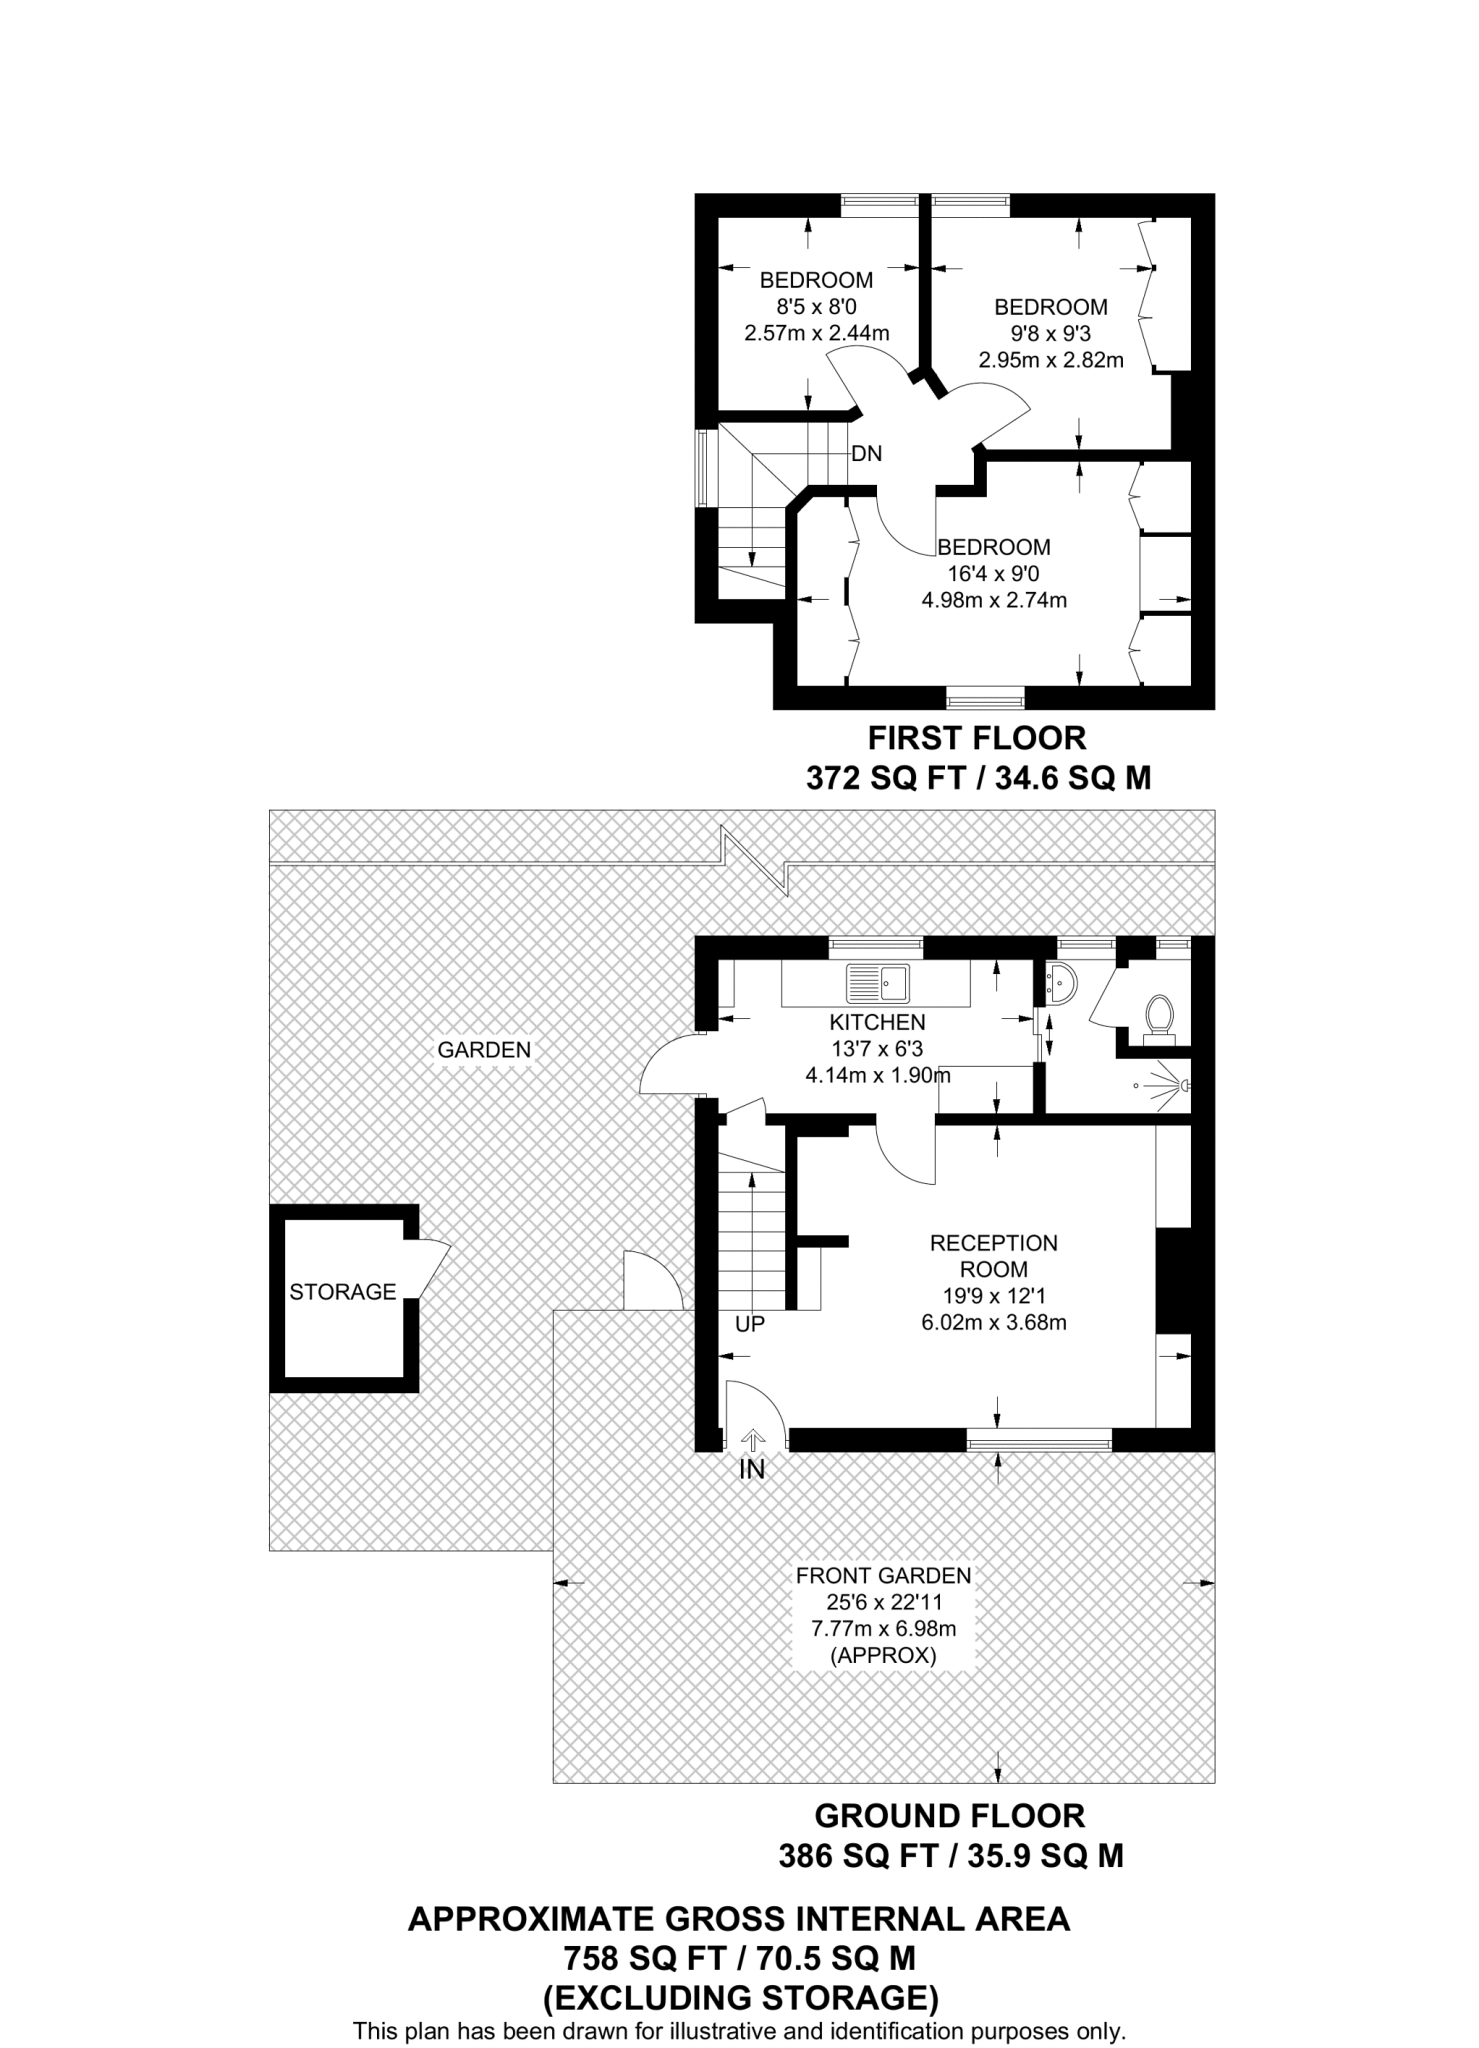 BEDROOM
8'5 x 8'0
2.57m x 2.44m
BEDROOM
9'8 x 9'3
2.95m x 2.82m
DN
BEDROOM
16'4 x 9'0
4.98m x 2.74m
FIRST FLOOR
372 SQ FT / 34.6 SQ M
GARDEN
KITCHEN
13'7 x 6'3
4.14m x 1.90m
STORAGE
RECEPTION
ROOM
19'9 x 12'1
6.02m x 3.68m
UP
IN
FRONT GARDEN
25'6 x 22'11
7.77m x 6.98m
(APPROX)
GROUND FLOOR
386 SQ FT / 35.9 SQ M
APPROXIMATE GROSS INTERNAL AREA
758 SQ FT / 70.5 SQ M
(EXCLUDING STORAGE)
This plan has been drawn for illustrative and identification purposes only.